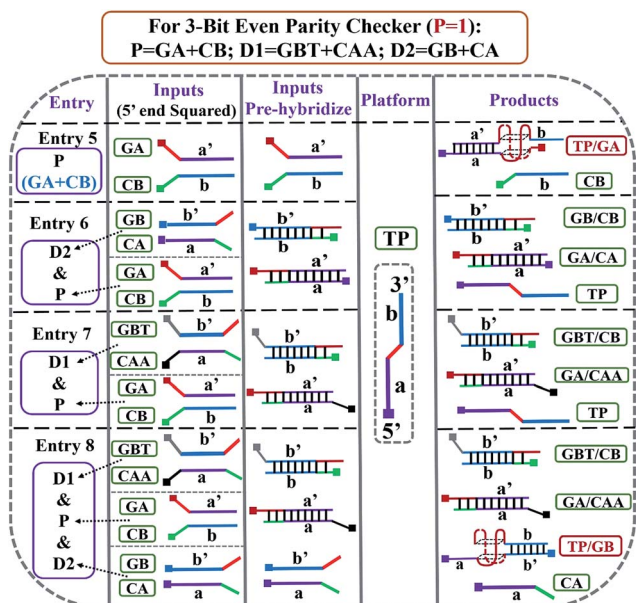 For 3-Bit Even Parity Checker (P=1):
P=GA+CB; D1=GBT+CAA; D2=GB+CA
Entry
Inputs
(5' end Squared)
Inputs
Pre-hybridize
Platform
Products
Entry 5
P
(GA+CB)
GA
a'
CB
b
a'
b
a'
a
b
TP/GA
b
CB
Entry 6
D2
&
P
GB
b'
CA
a
GA
a'
CB
b
b'
b
a'
a
b'
b
GB/CB
a'
a
GA/CA
TP
Entry 7
D1
&
P
GBT
b'
CAA
a
GA
a'
CB
b
b'
b
a'
a
b'
b
GBT/CB
a'
a
GA/CAA
TP
Entry 8
D1
&
P
&
D2
GBT
b'
CAA
a
GA
a'
CB
b
GB
b'
CA
a
b'
b
a'
a
b'
a
b'
b
GBT/CB
a'
a
GA/CAA
a
b
b'
TP/GB
a
CA
TP
3'
b
a
5'